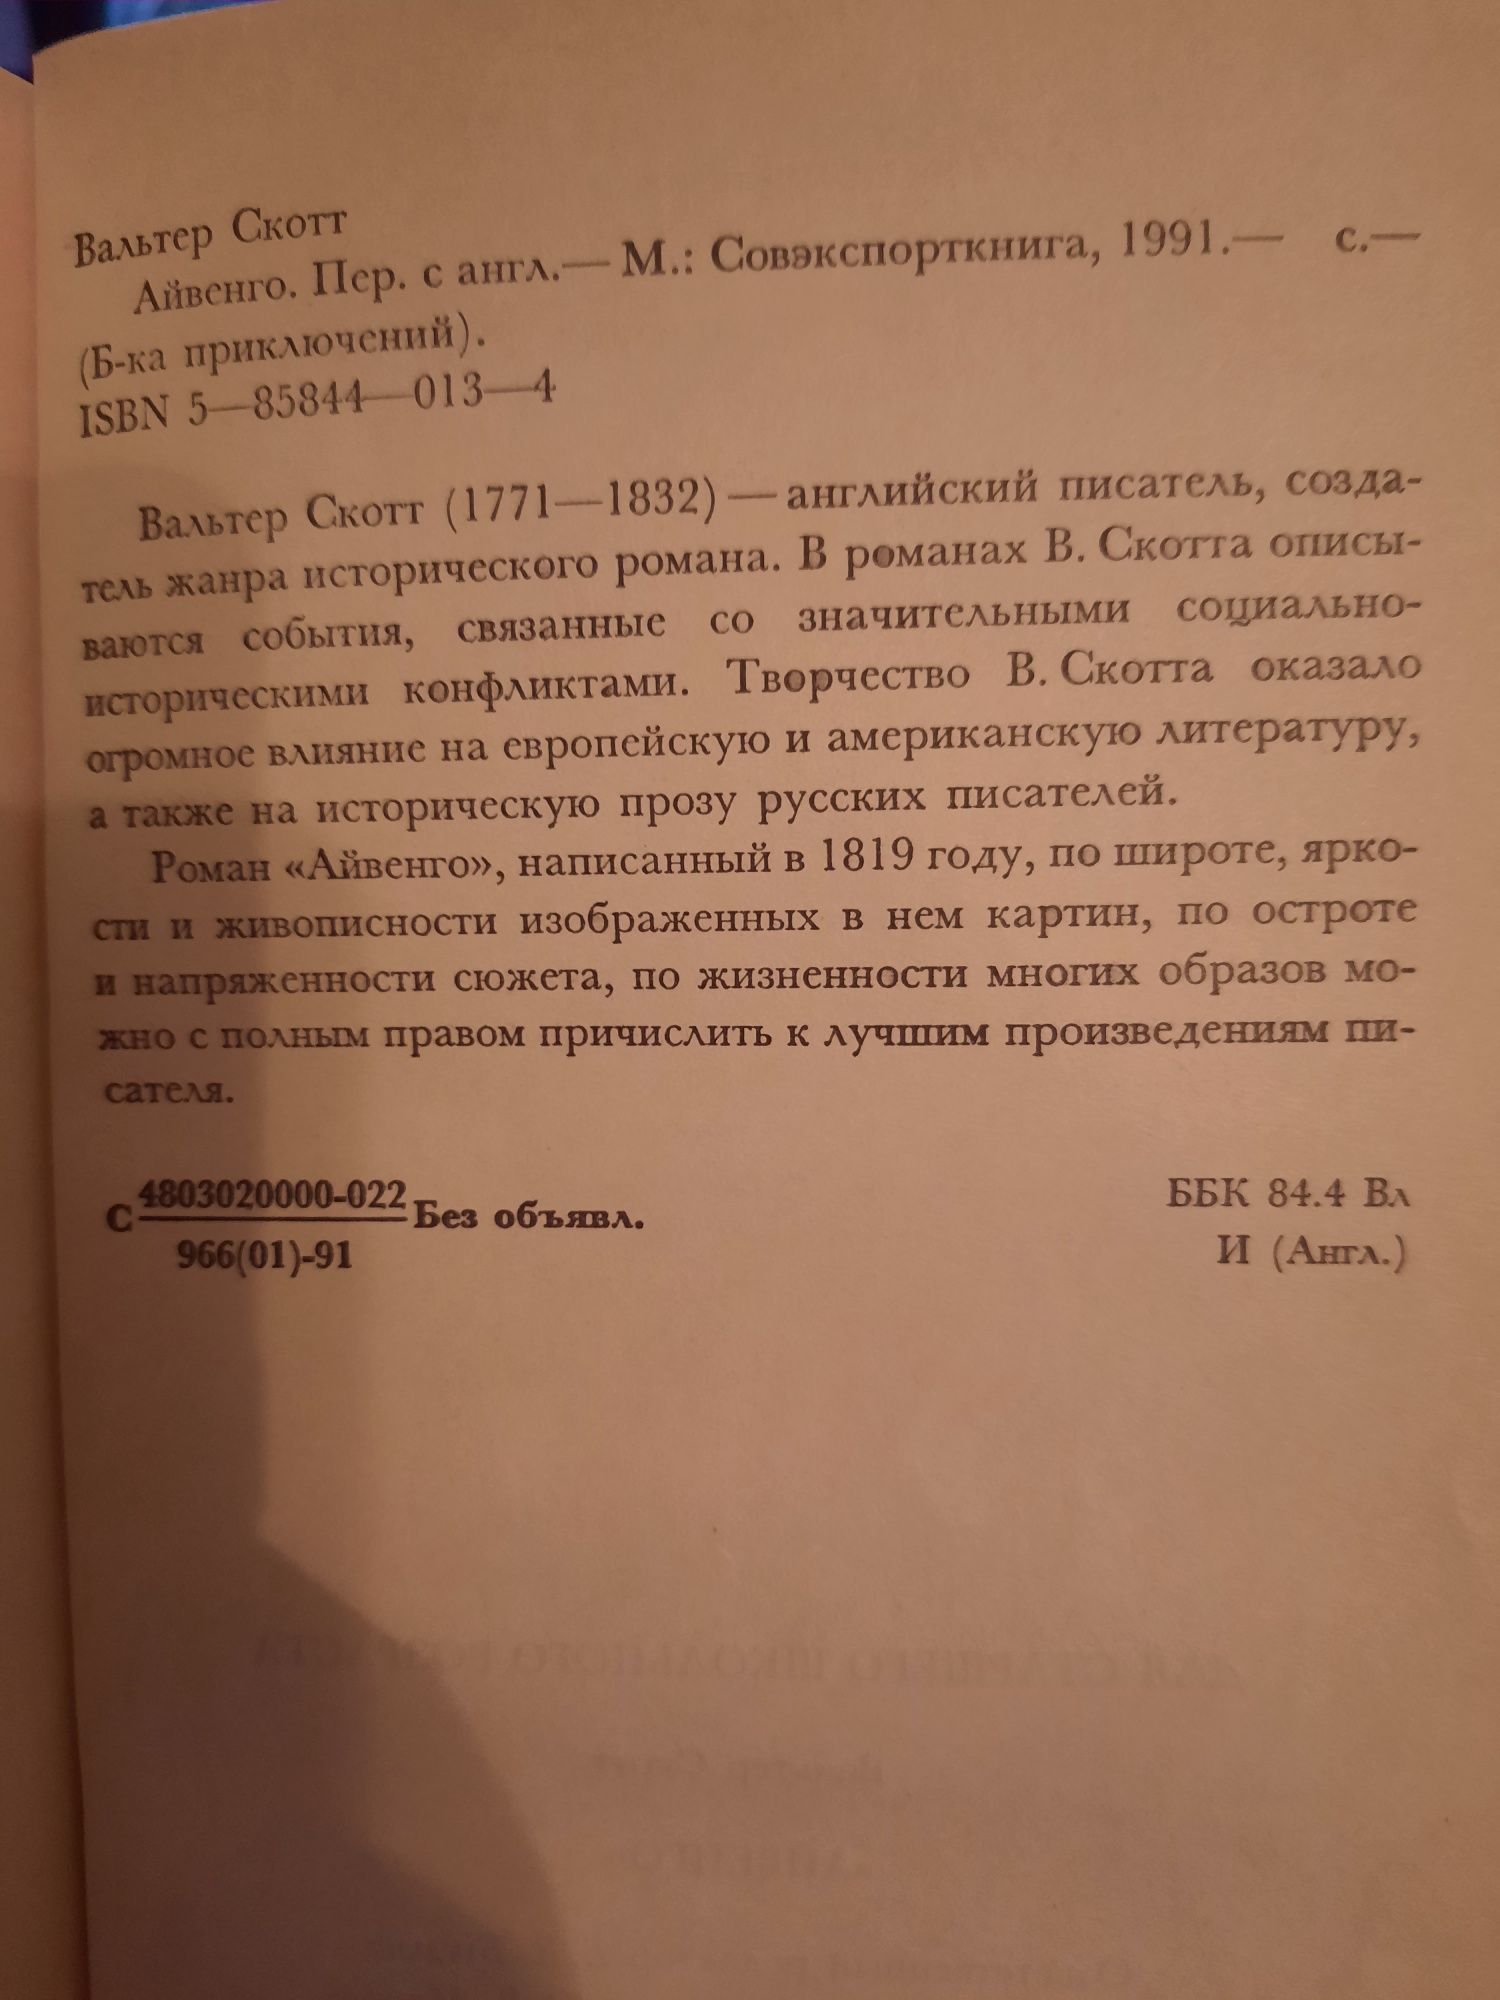 Вальтер Скотт
Айвенго. Пер. с англ.— М.: Совэкспорткнига, 1991.— с.—
(Б-ка приключений).
ISBN 5—85844—013—4
Вальтер Скотт (1771—1832) — английский писатель, созда-
тель жанра исторического романа. В романах В. Скотта описы-
ваются события, связанные со значительными социально-
историческими конфликтами. Творчество В. Скотта оказало
огромное влияние на европейскую и американскую литературу,
а также на историческую прозу русских писателей.
Роман «Айвенго», написанный в 1819 году, по широте, ярко-
сти и живописности изображенных в нем картин, по остроте
и напряженности сюжета, по жизненности многих образов мо-
жно с полным правом причислить к лучшим произведениям пи-
сателя.
С 4803020000-022 Без объявл.
966(01)-91
ББК 84.4 Вл
И (Англ.)